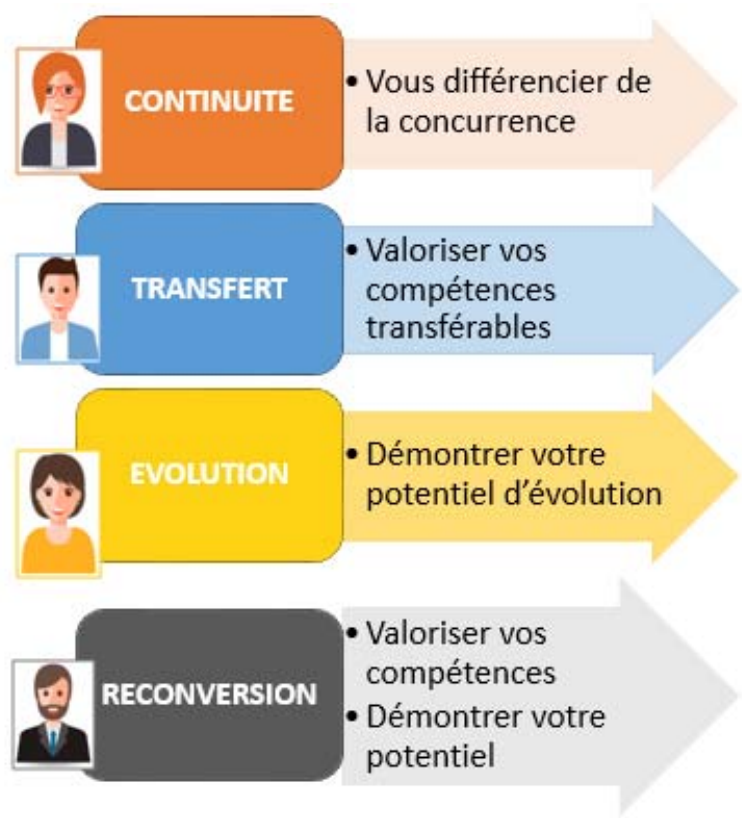 CONTINUITE
• Vous différencier de
la concurrence
TRANSFERT
• Valoriser vos
compétences
transférables
EVOLUTION
• Démontrer votre
potentiel d’évolution
RECONVERSION
• Valoriser vos
compétences
• Démontrer votre
potentiel